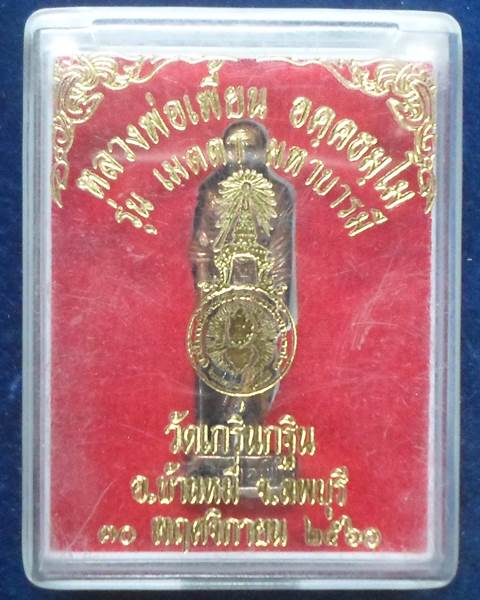 หลวงพ่อเพี้ยน อคฺคธมฺโม
รุ่น เมตตา มหาบารมี
วัดเกริ่นกฐิน
อ.บ้านหมี่ จ.ลพบุรี
๓๐ พฤศจิกายน ๒๕๖๐